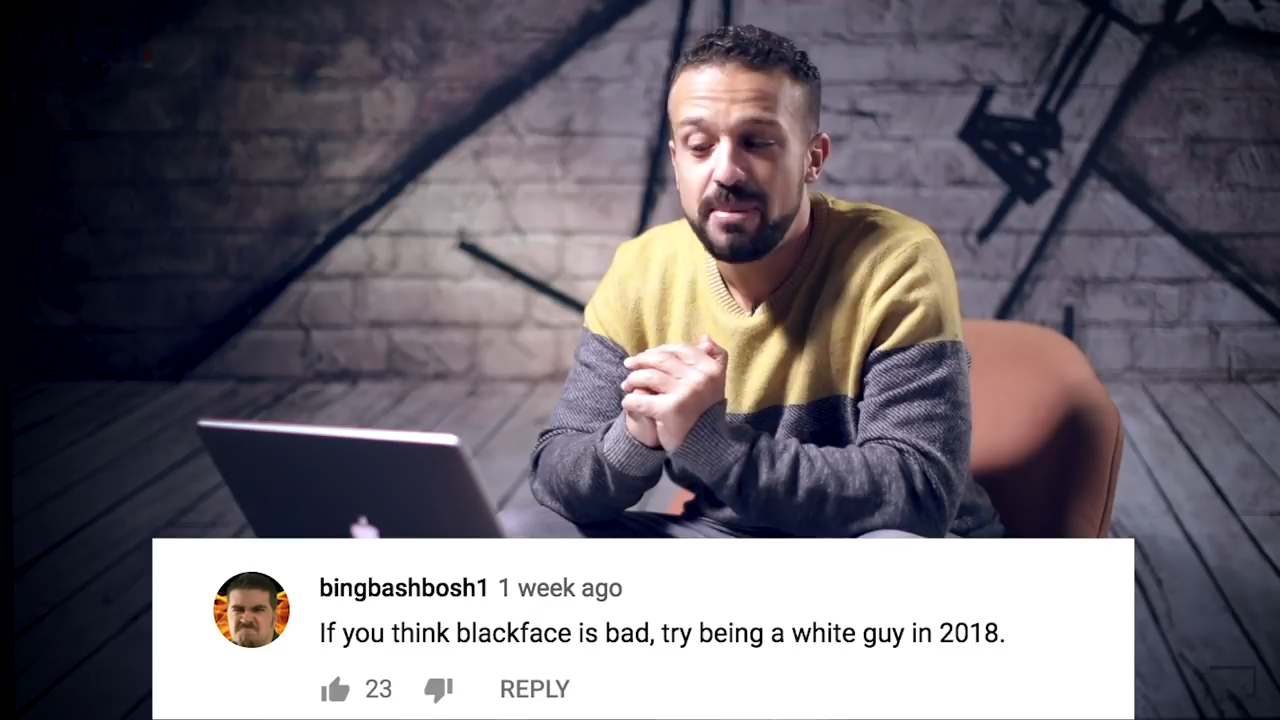 bingbashbosh1 1 week ago
If you think blackface is bad, try being a white guy in 2018.
23 REPLY